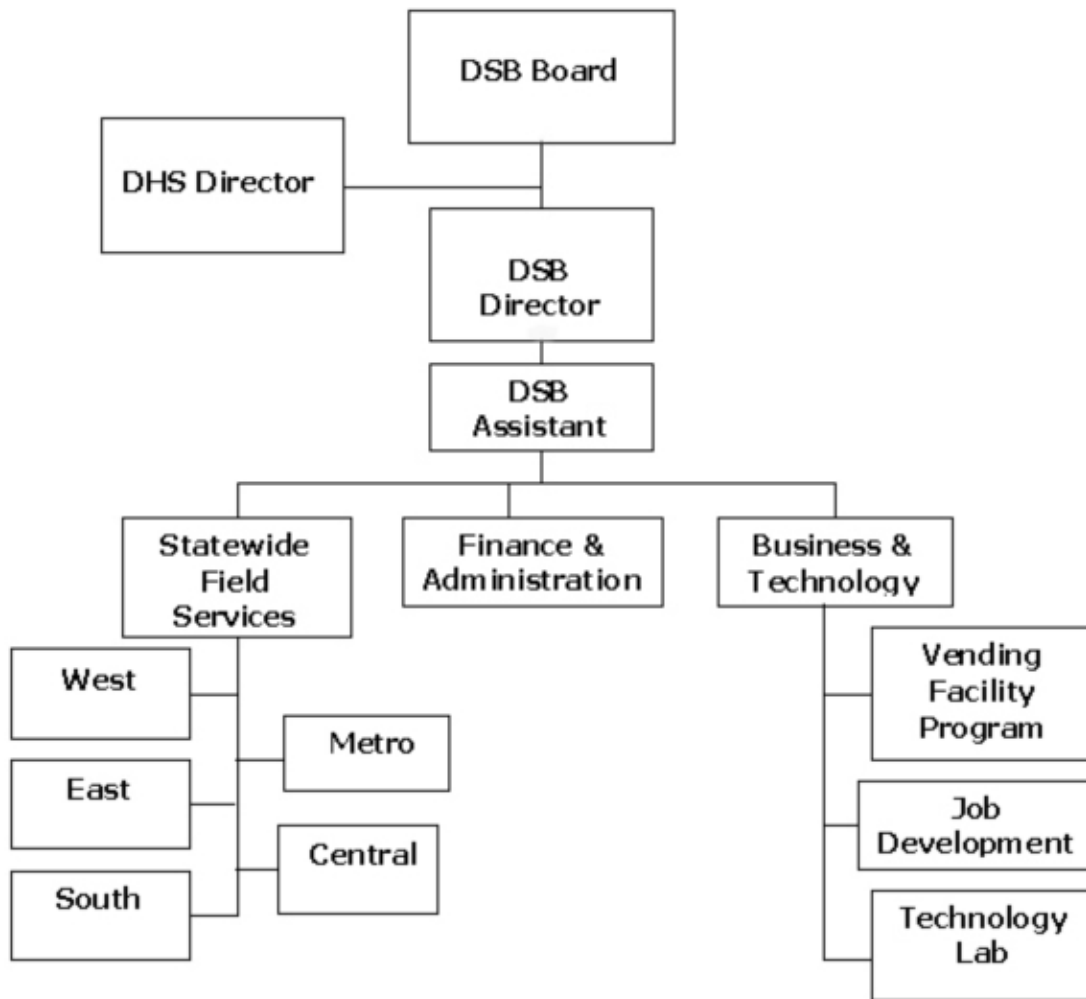 DSB Board
DHS Director
DSB
Director
DSB
Assistant
Statewide
Field
Services
Finance &
Administration
Business &
Technology
West
East
South
Metro
Central
Vending
Facility
Program
Job
Development
Technology
Lab